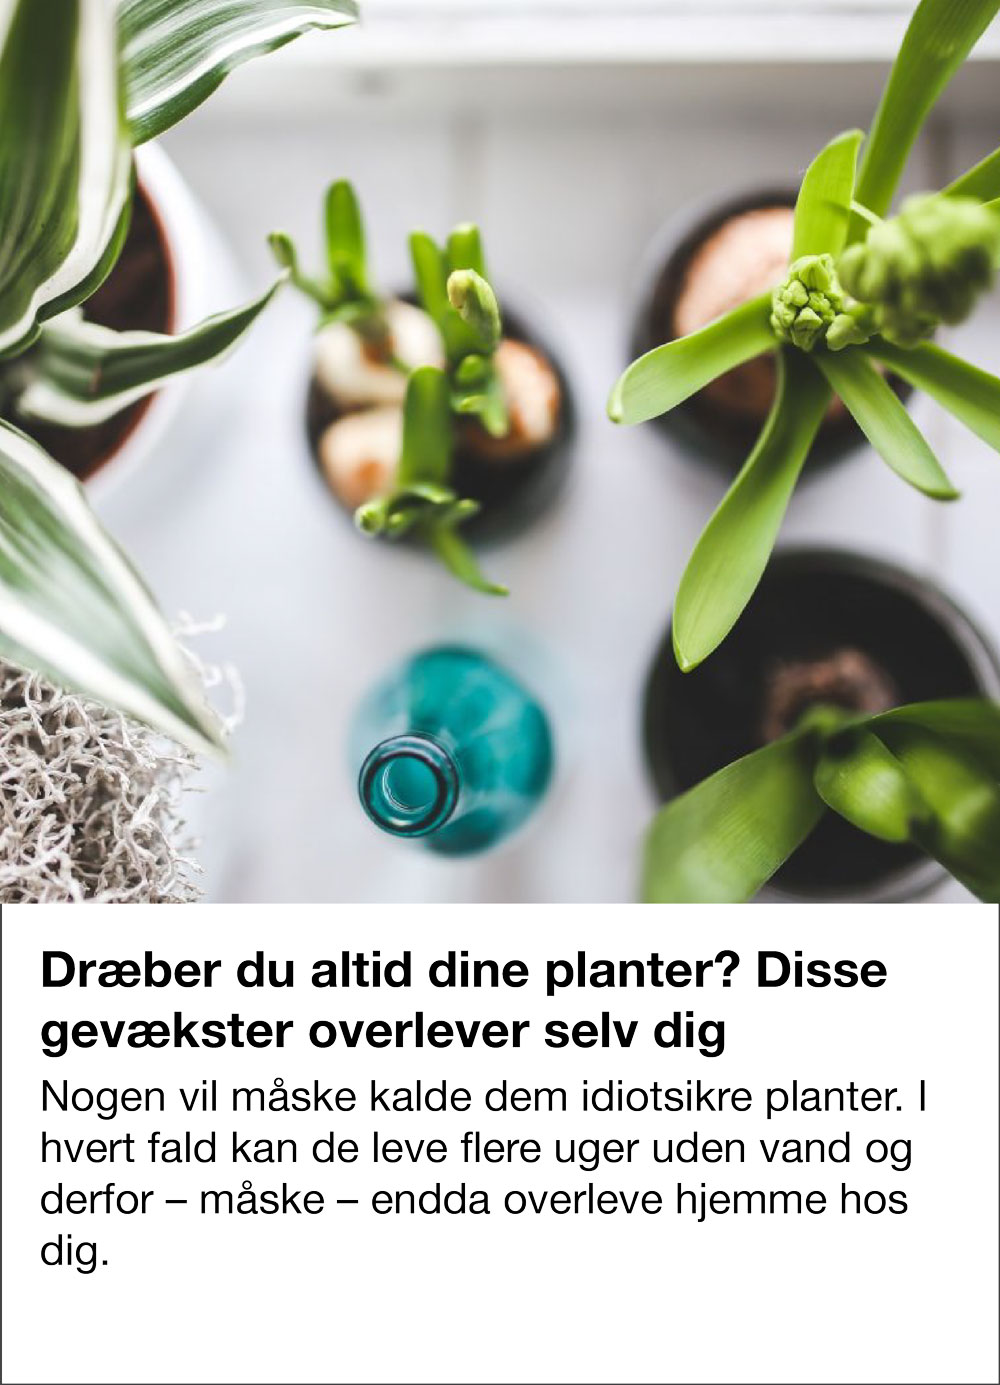 Dræber du altid dine planter? Disse
gevækster overlever selv dig
Nogen vil måske kalde dem idiotsikre planter. I
hvert fald kan de leve flere uger uden vand og
derfor – måske – endda overleve hjemme hos
dig.